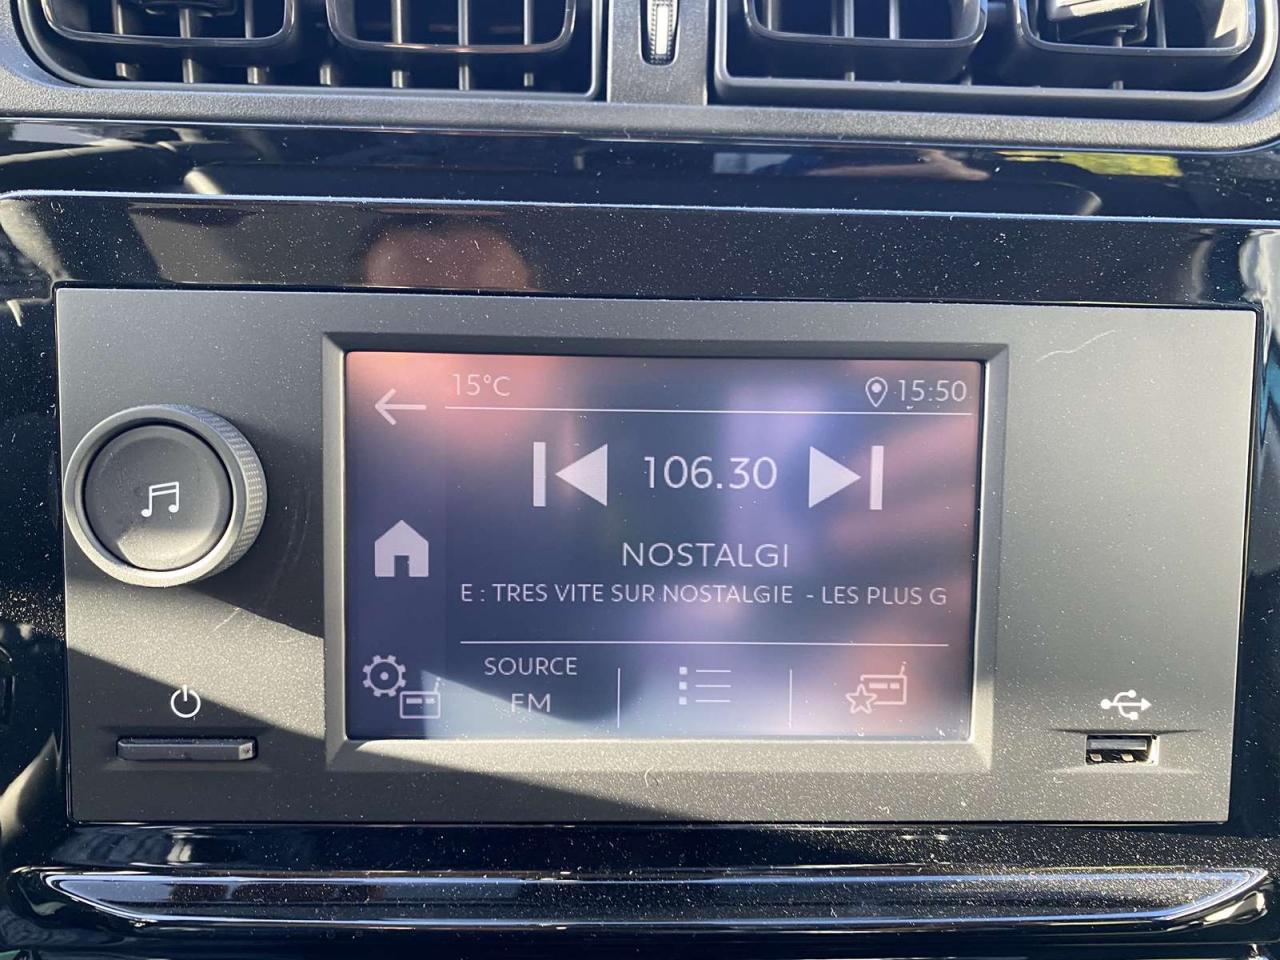 15°C
15:50
106.30
NOSTALGI
E : TRES VITE SUR NOSTALGIE - LES PLUS G
SOURCE
FM